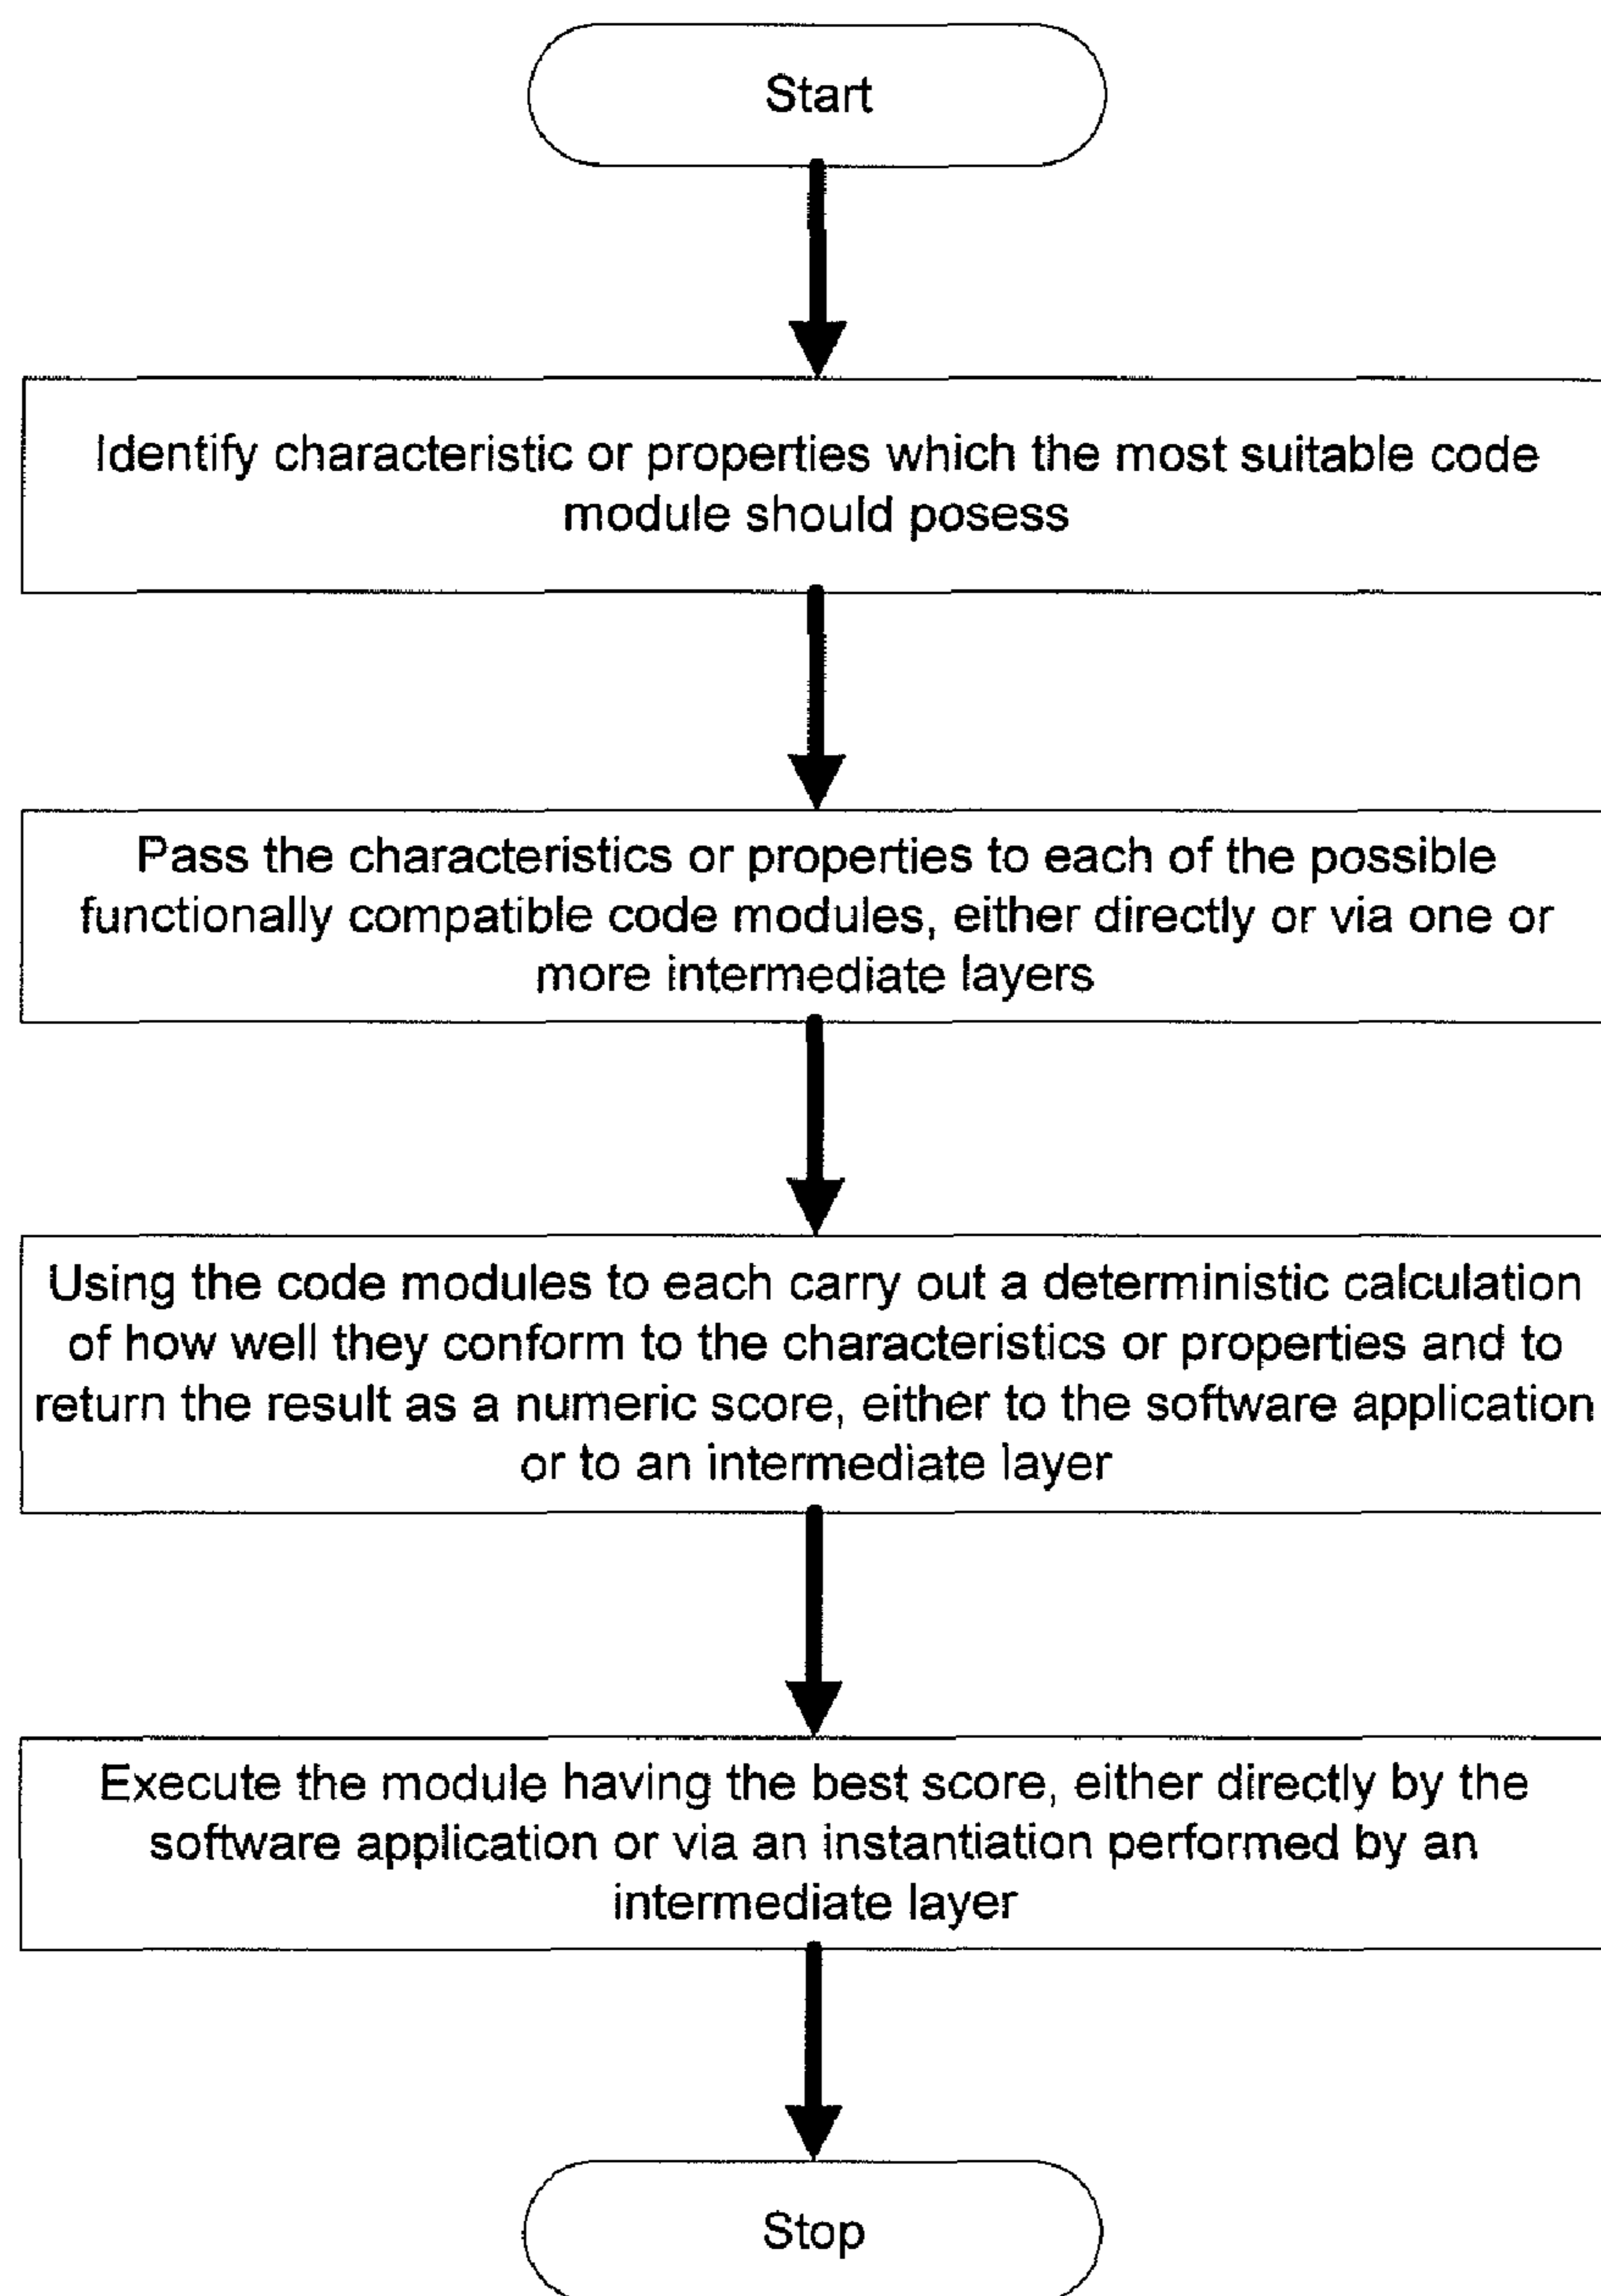 Start
Identify characteristic or properties which the most suitable code
module should posess
Pass the characteristics or properties to each of the possible
functionally compatible code modules, either directly or via one or
more intermediate layers
Using the code modules to each carry out a deterministic calculation
of how well they conform to the characteristics or properties and to
return the result as a numeric score, either to the software application
or to an intermediate layer
Execute the module having the best score, either directly by the
software application or via an instantiation performed by an
intermediate layer
Stop